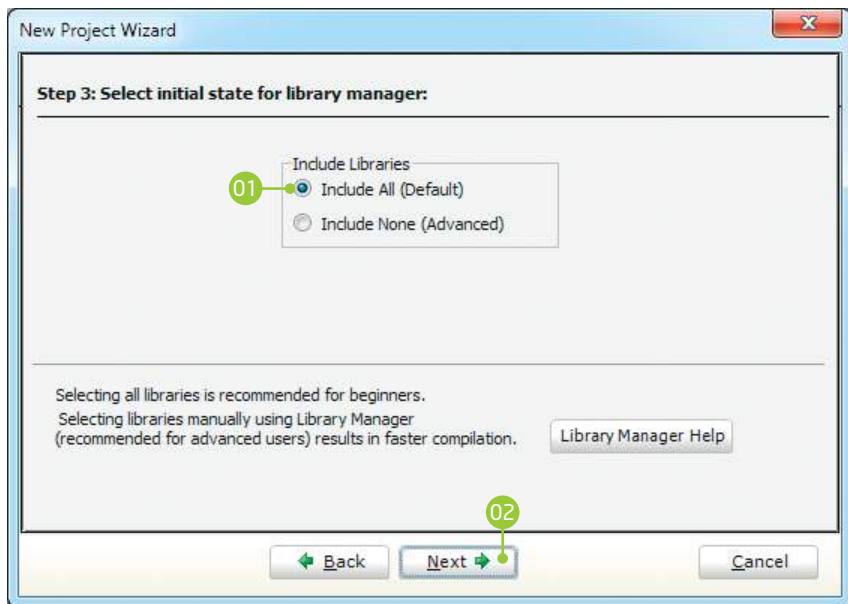 New Project Wizard
Step 3: Select initial state for library manager:
Include Libraries
01
Include All (Default)
Include None (Advanced)
Selecting all libraries is recommended for beginners.
Selecting libraries manually using Library Manager
(recommended for advanced users) results in faster compilation.
Library Manager Help
02
Back
Next
Cancel